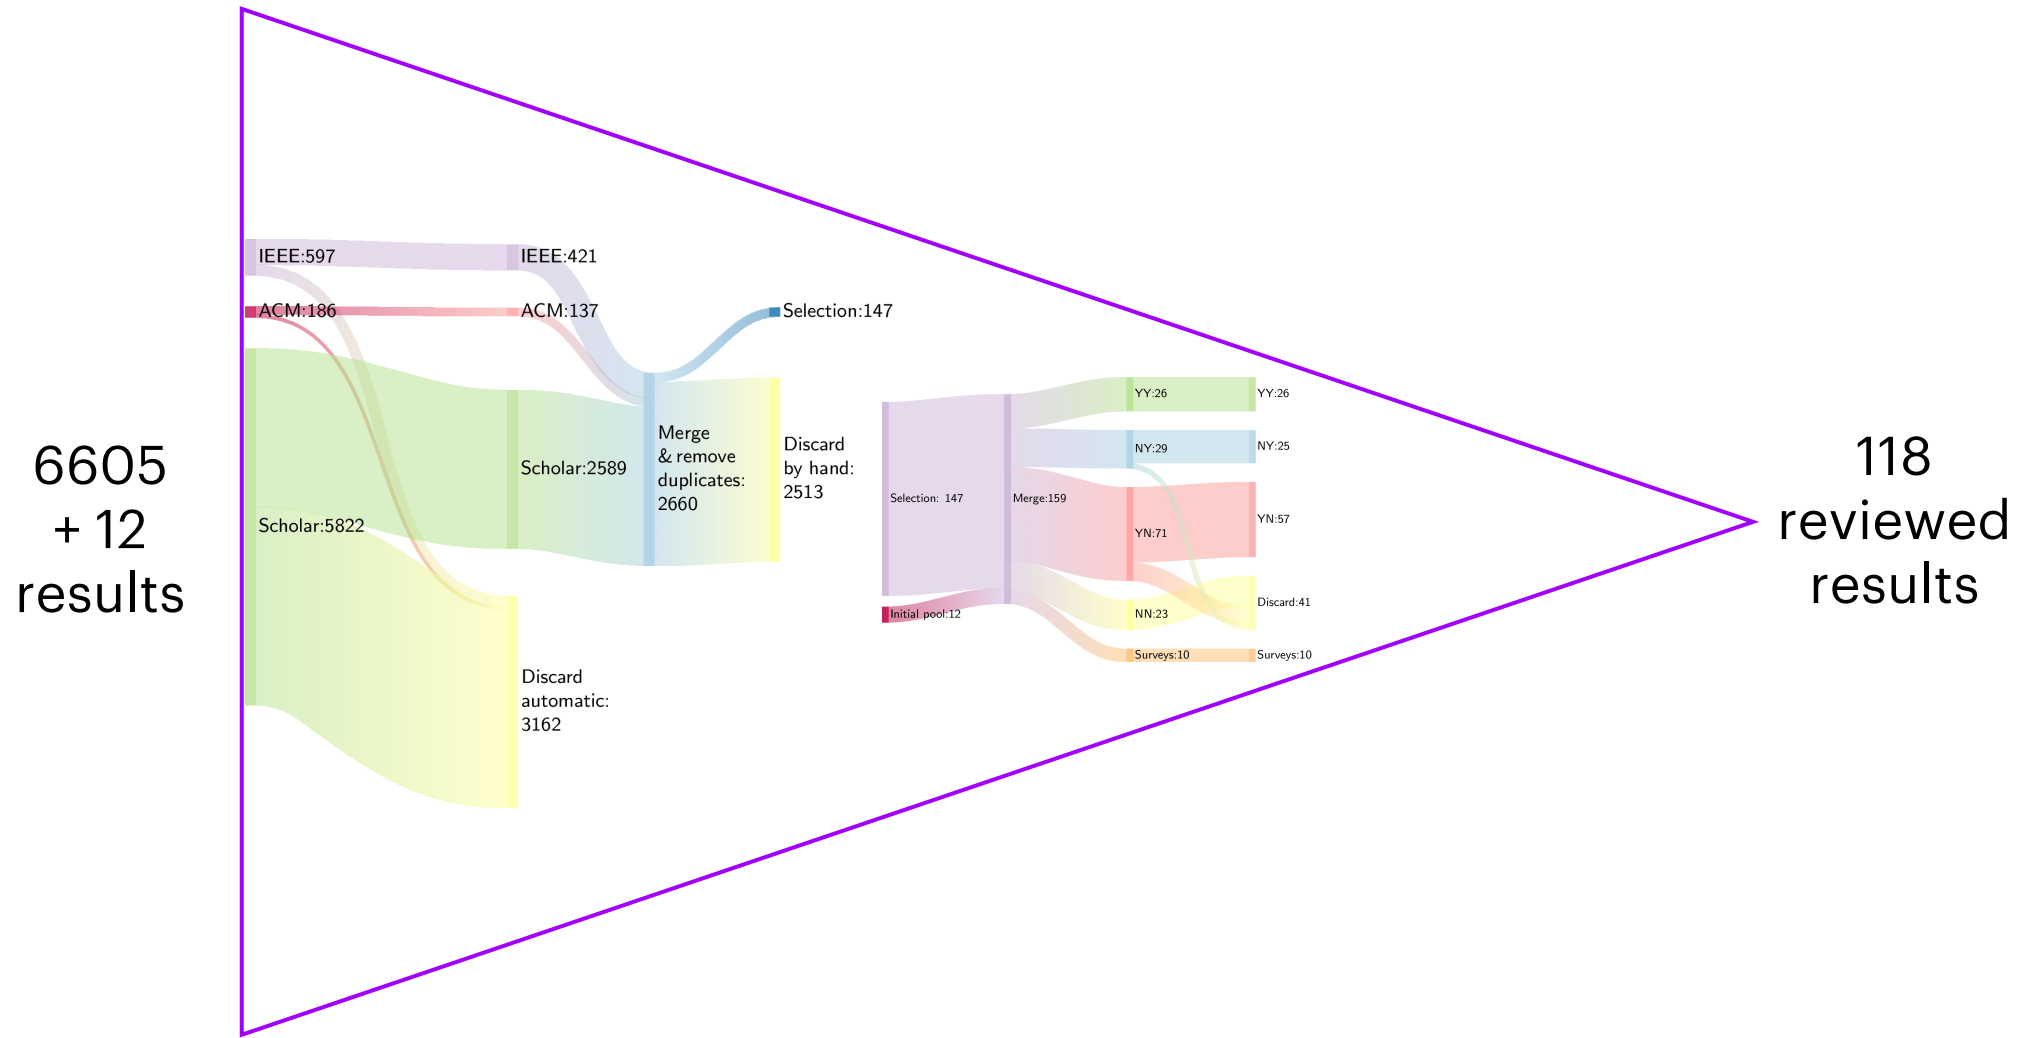 6605
+ 12
results
IEEE:597
ACM:186
Scholar:5822
IEEE:421
ACM:137
Scholar:2589
Discard
automatic:
3162
Merge
& remove
duplicates:
2660
Selection:147
Discard
by hand:
2513
Selection: 147
Initial pool:12
Merge:159
YY:26
NY:29
YN:71
NN:23
Surveys:10
YY:26
NY:25
YN:57
Discard:41
Surveys:10
118
reviewed
results